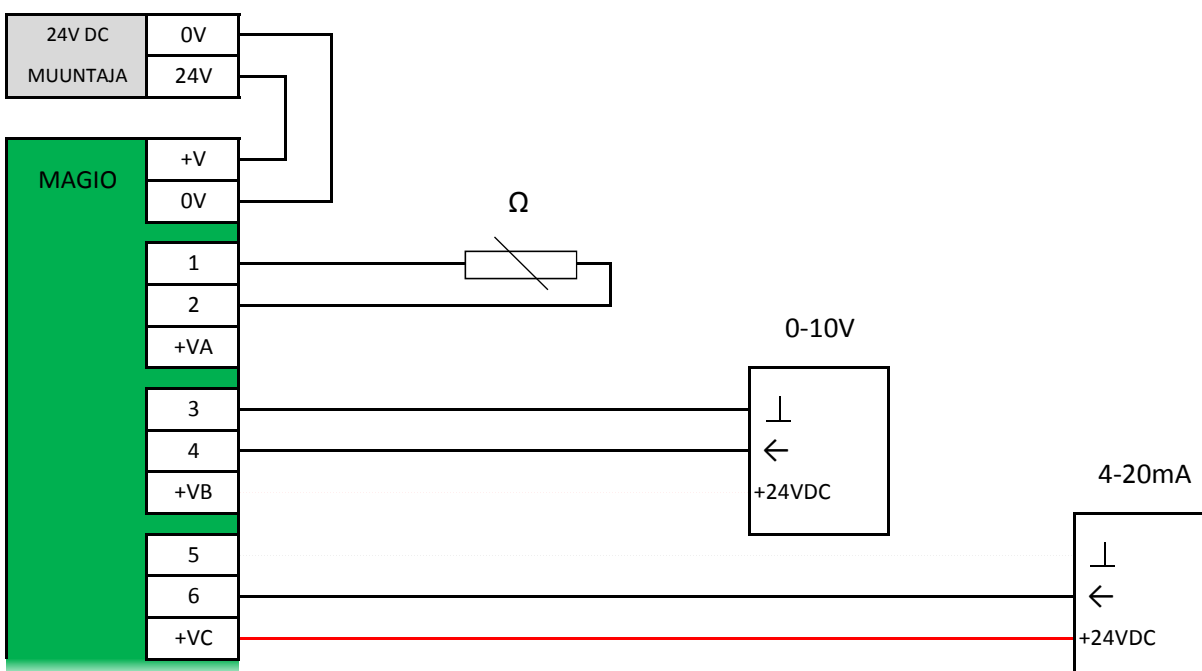 24V DC 0V
MUUNTAJA 24V
MAGIO
+V
0V
Ω
1
2
+VA
0-10V
3
4
+VB +24VDC
4-20mA
5
6
+VC +24VDC